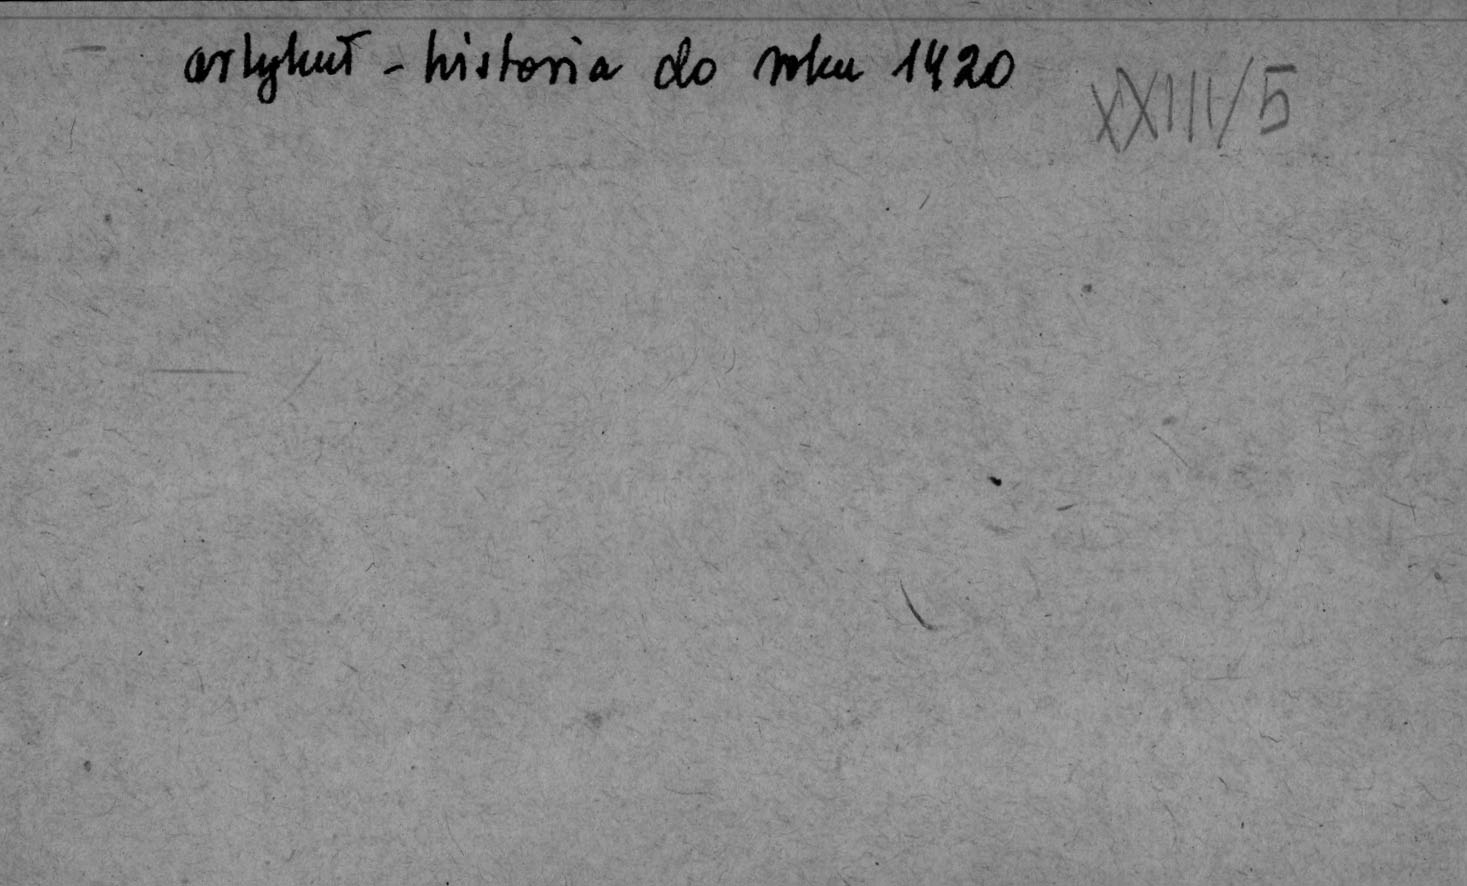 artykuł - historia do roku 1420
XXIII/5